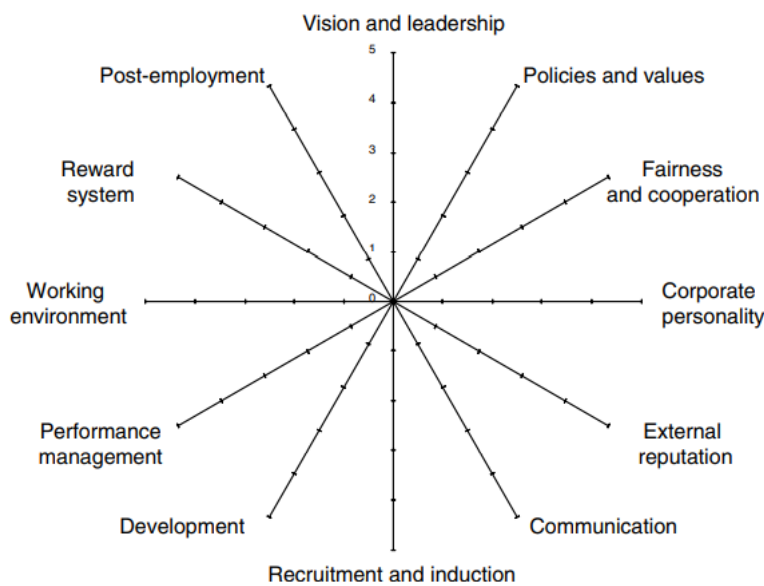 Vision and leadership
5
Post-employment
Policies and values
4
3
Reward
system
Fairness
and cooperation
2
1
Working
environment
0
Corporate
personality
Performance
management
External
reputation
Development
Communication
Recruitment and induction